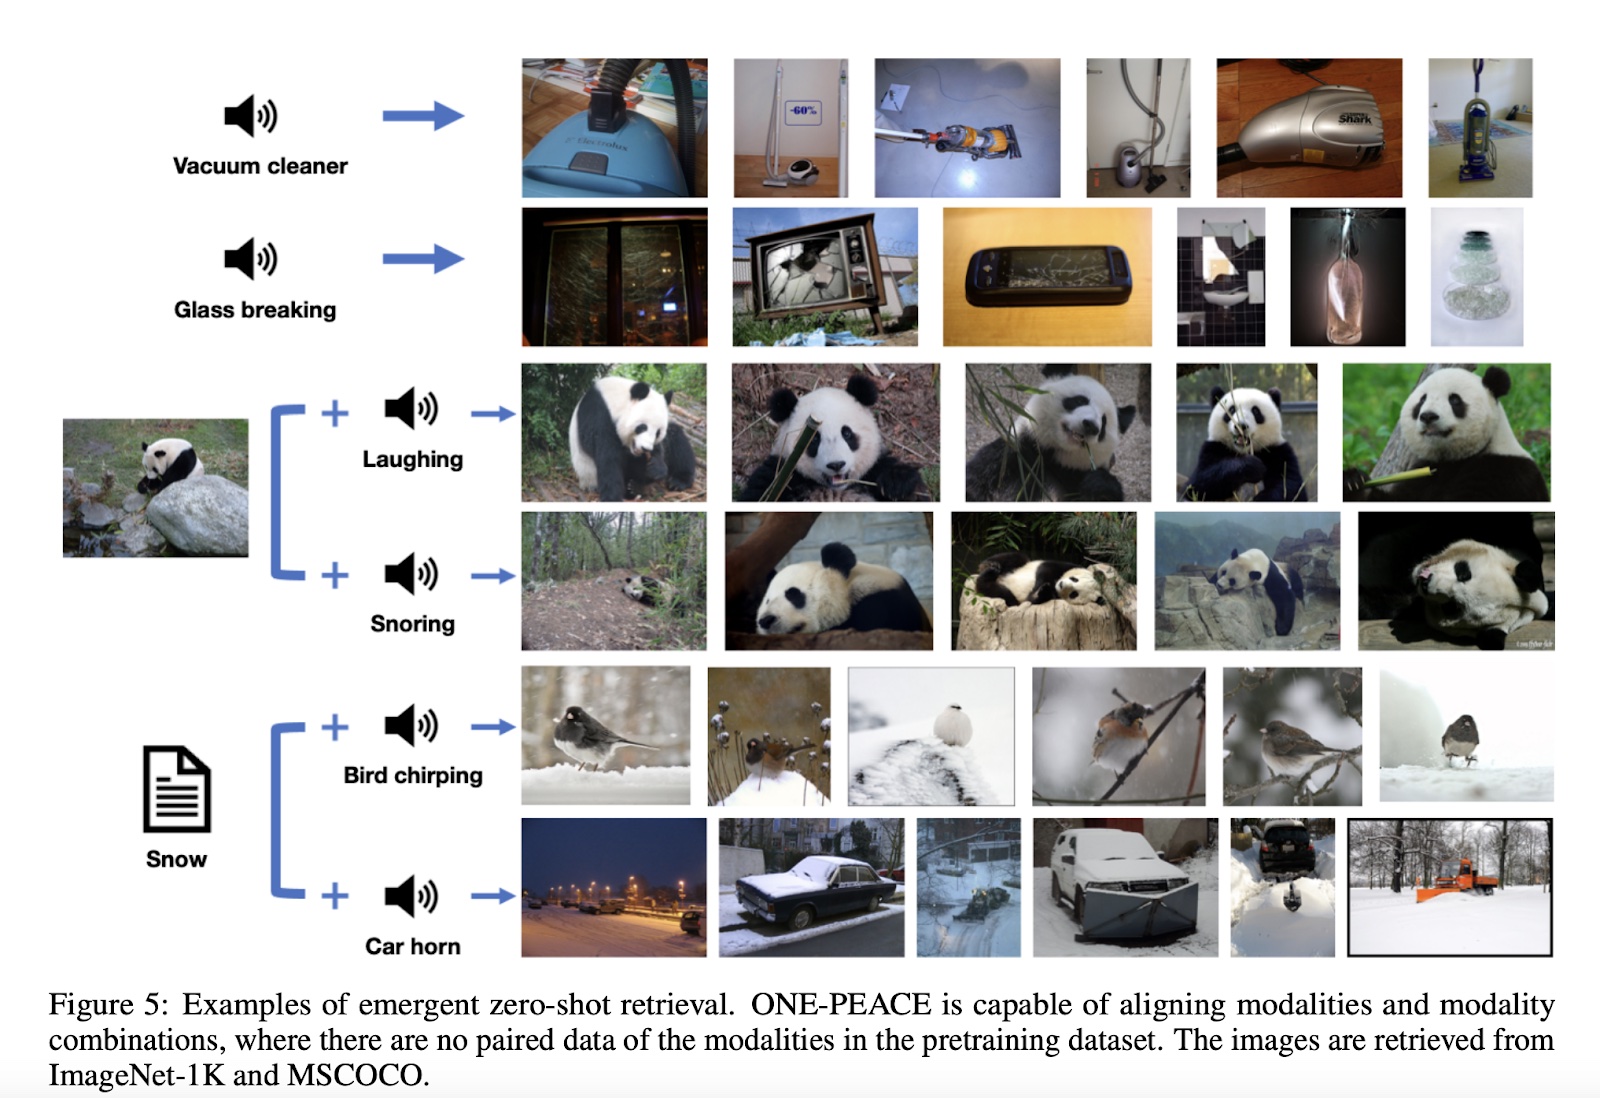 Vacuum cleaner
Electrolux
-60%
Shark
Glass breaking
Laughing
Snoring
Snow
Bird chirping
Car horn
Figure 5: Examples of emergent zero-shot retrieval. ONE-PEACE is capable of aligning modalities and modality
combinations, where there are no paired data of the modalities in the pretraining dataset. The images are retrieved from
ImageNet-1K and MSCOCO.